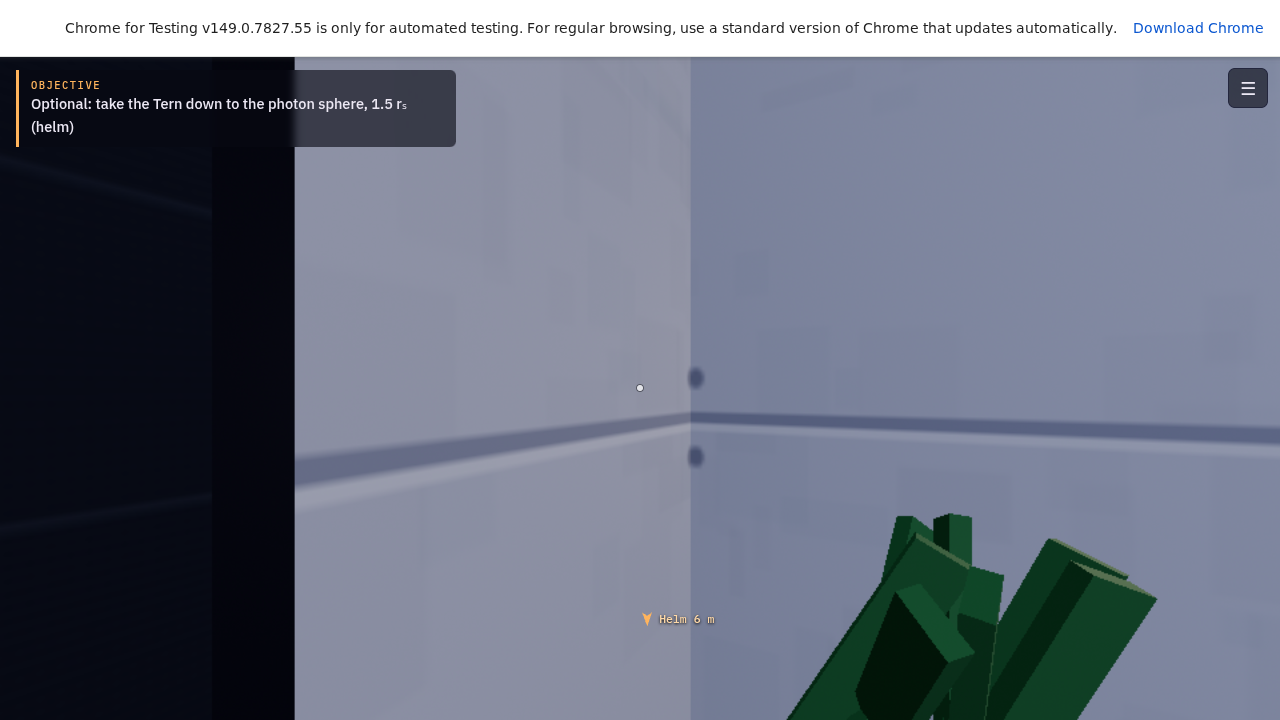 Chrome for Testing v149.0.7827.55 is only for automated testing. For regular browsing, use a standard version of Chrome that updates automatically. Download Chrome
OBJECTIVE
Optional: take the Tern down to the photon sphere, 1.5 rₛ
(helm)
Helm 6 m